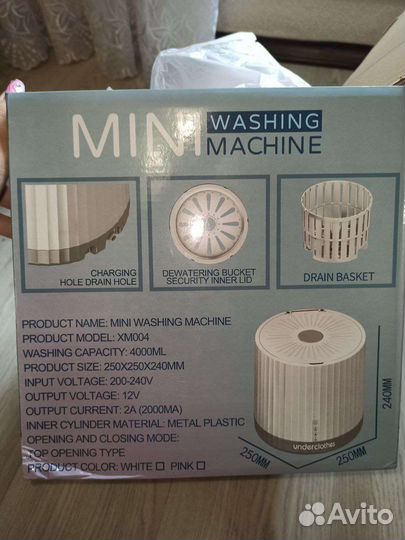 MINI WASHING MACHINE
CHARGING
HOLE DRAIN HOLE
DEWATERING BUCKET
SECURITY INNER LID
DRAIN BASKET
PRODUCT NAME: MINI WASHING MACHINE
PRODUCT MODEL: XM004
WASHING CAPACITY: 4000ML
PRODUCT SIZE: 250X250X240MM
INPUT VOLTAGE: 200-240V
OUTPUT VOLTAGE: 12V
OUTPUT CURRENT: 2A (2000MA)
INNER CYLINDER MATERIAL: METAL PLASTIC
OPENING AND CLOSING MODE:
TOP OPENING TYPE
PRODUCT COLOR: WHITE PINK
underclothes
240MM
250MM
250MM
Avito